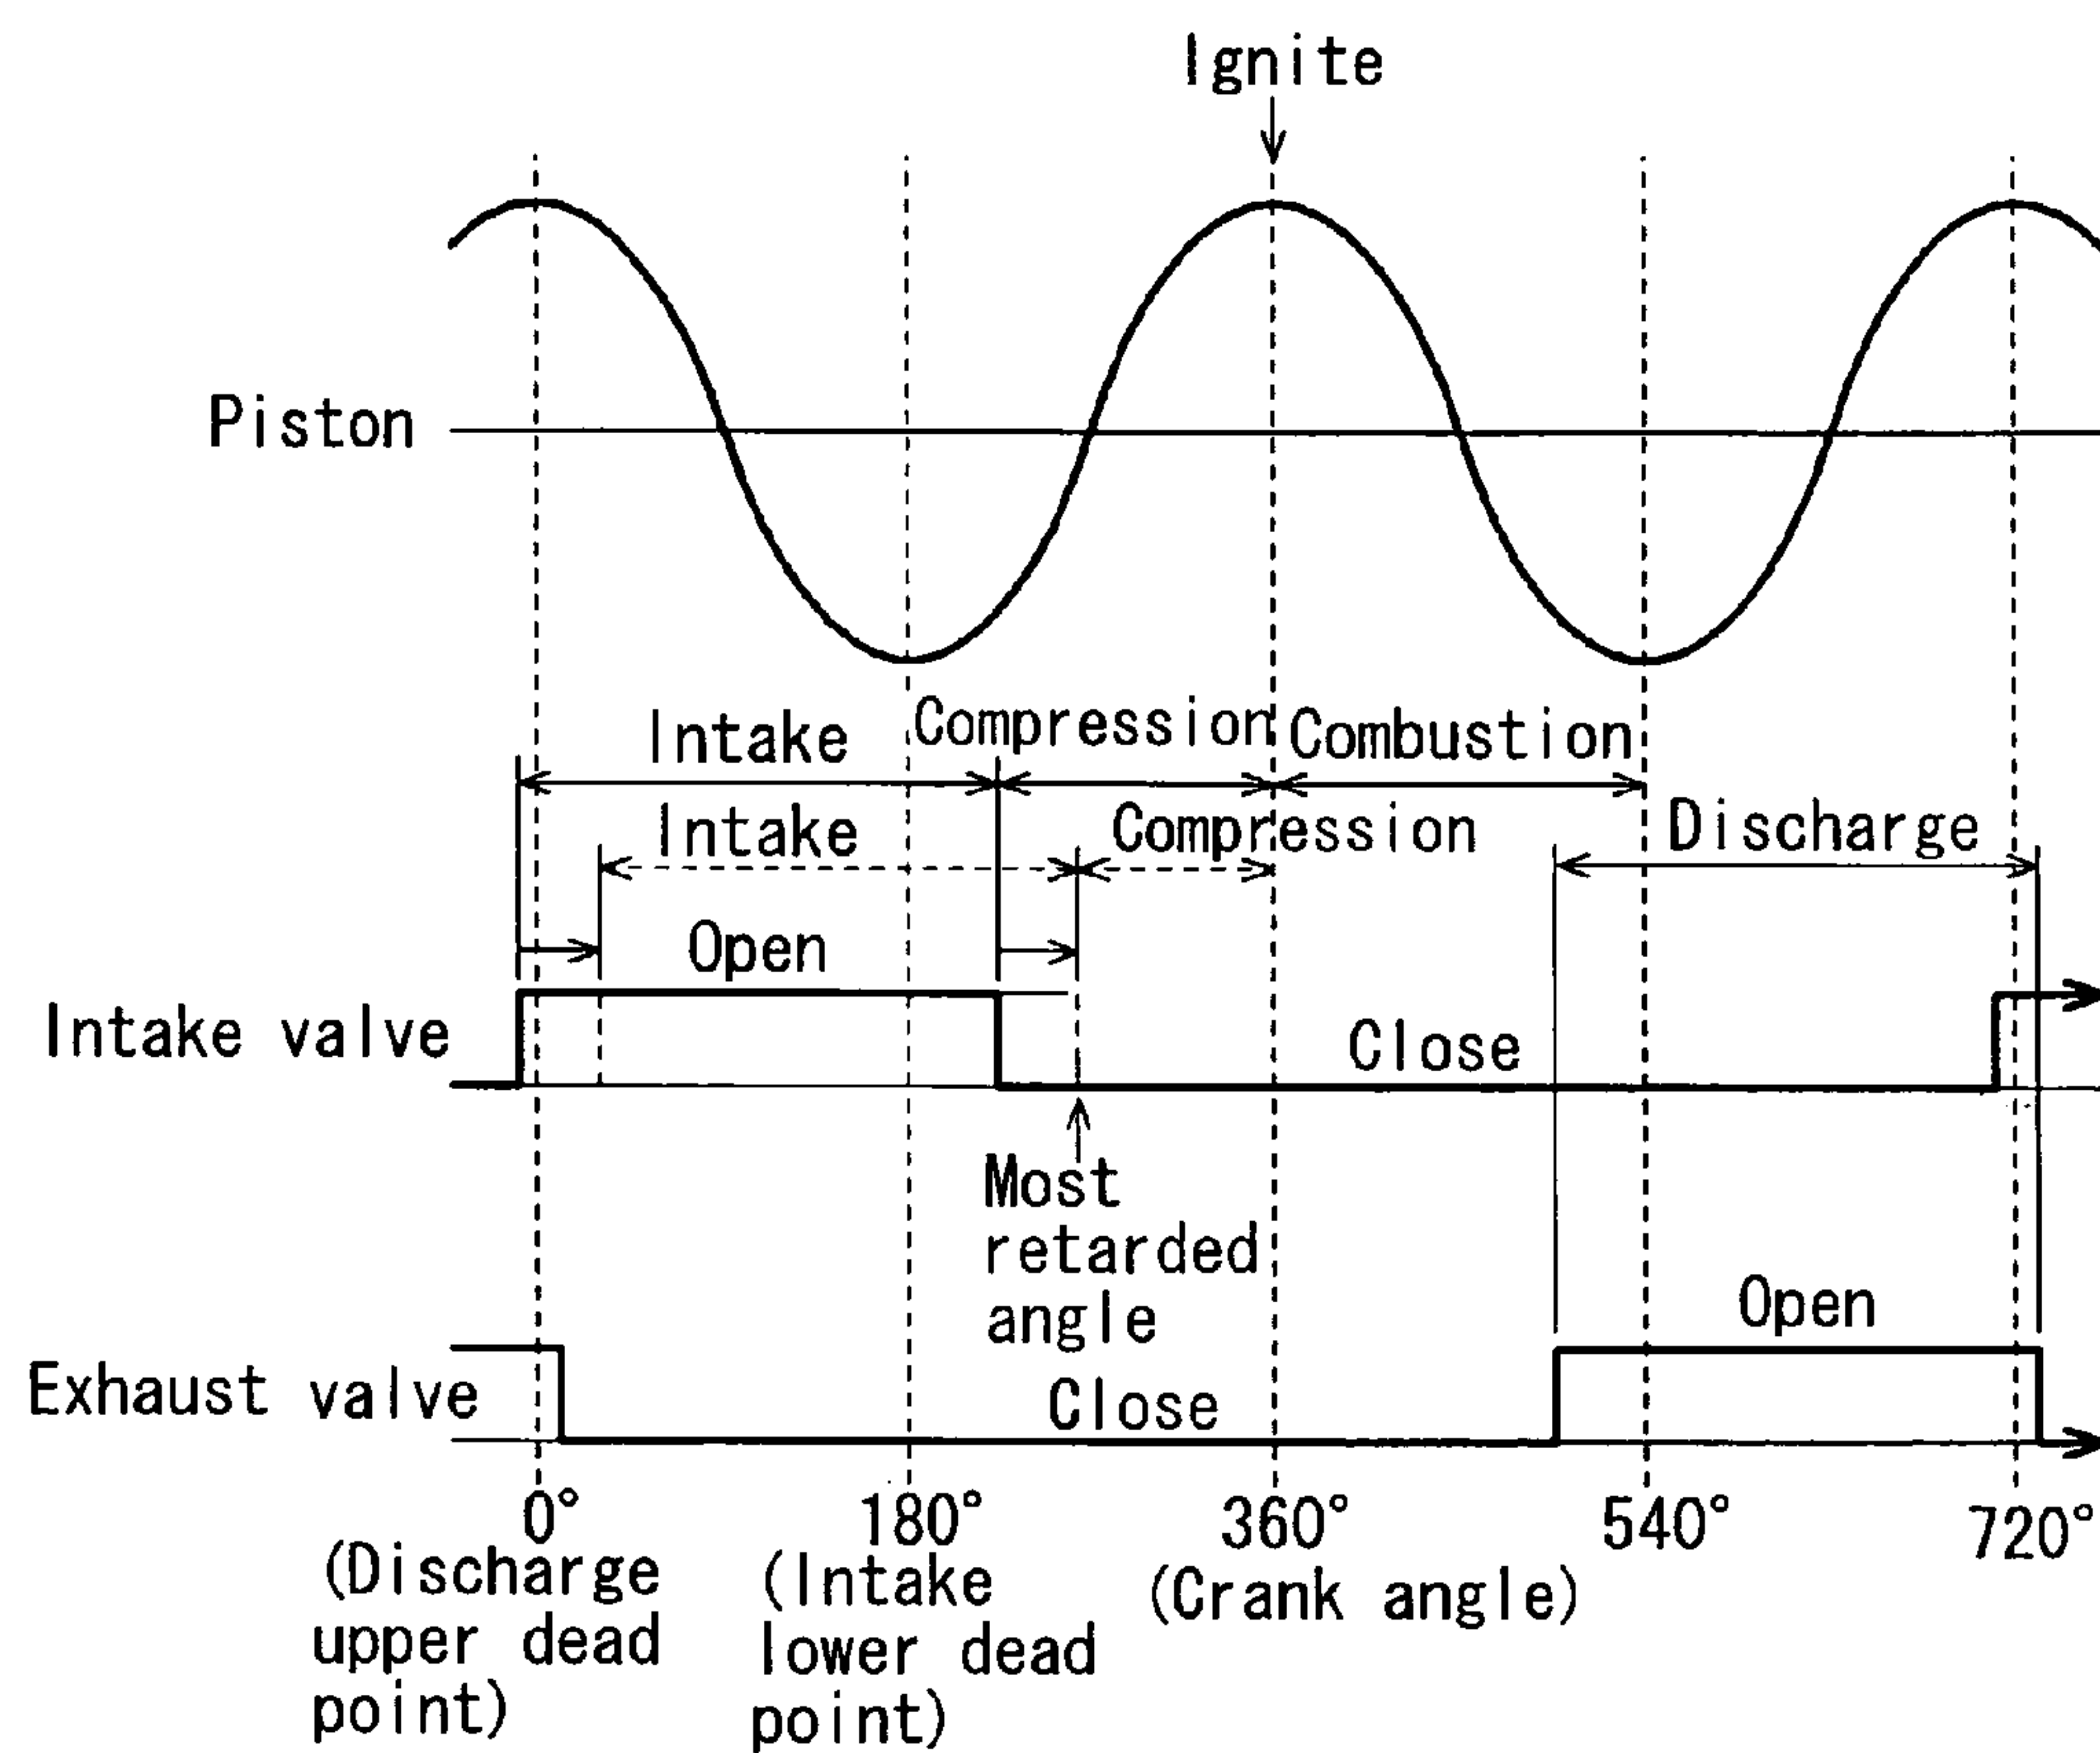 Ignite
Piston
Intake
Compression
Combustion
Intake
Compression
Discharge
Open
Intake valve
Close
Most
retarded
angle
Open
Exhaust valve
Close
0°
180°
360°
540°
720°
(Discharge
upper dead
point)
(Intake
lower dead
point)
(Crank angle)